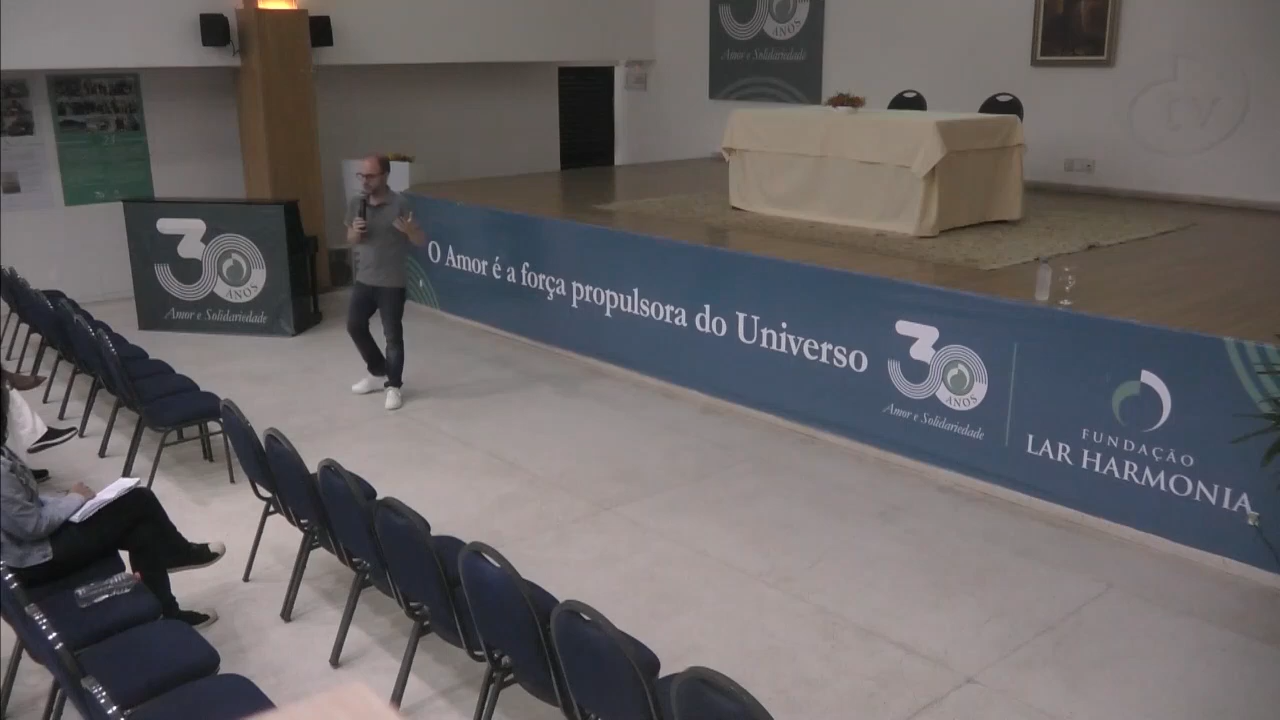 30
ANOS
Amor e Solidariedade
tv
30
ANOS
Amor e Solidariedade
O Amor é a força propulsora do Universo
30
ANOS
Amor e Solidariedade
FUNDAÇÃO
LAR HARMONIA